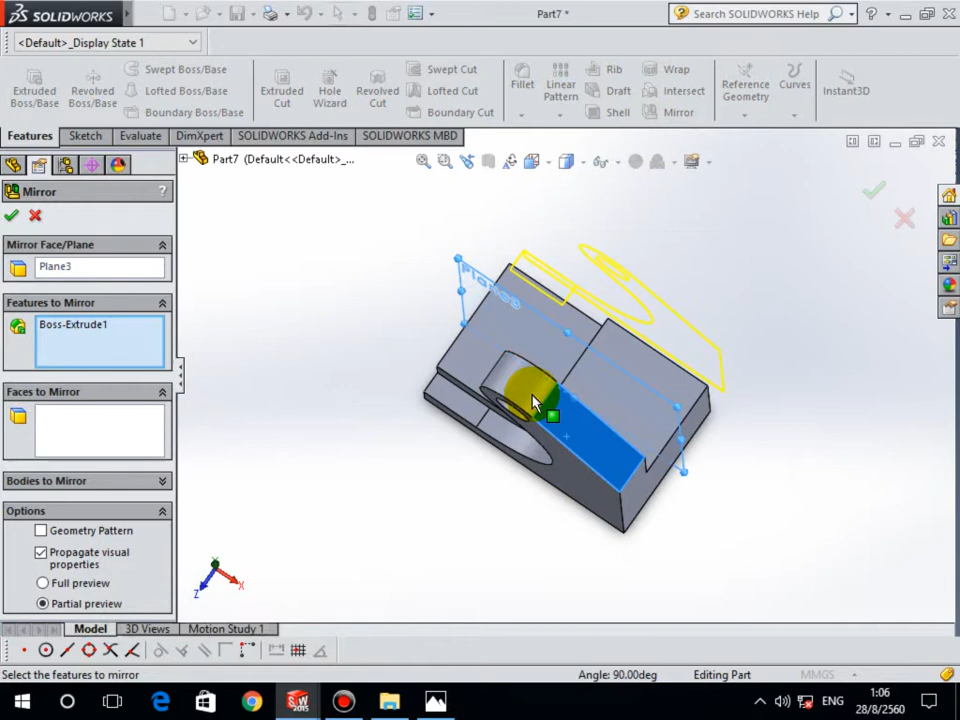 SOLIDWORKS
Part7 *
Search SOLIDWORKS Help
<Default>_Display State 1
Extruded Boss/Base
Revolved Boss/Base
Swept Boss/Base
Lofted Boss/Base
Boundary Boss/Base
Extruded Cut
Hole Wizard
Revolved Cut
Swept Cut
Lofted Cut
Boundary Cut
Fillet
Linear Pattern
Rib
Draft
Shell
Wrap
Intersect
Mirror
Reference Geometry
Curves
Instant3D
Features
Sketch
Evaluate
DimXpert
SOLIDWORKS Add-Ins
SOLIDWORKS MBD
Part7 (Default<<Default>_...
Mirror
?
Mirror Face/Plane
Plane3
Features to Mirror
Boss-Extrude1
Faces to Mirror
Bodies to Mirror
Options
Geometry Pattern
Propagate visual
properties
Full preview
Partial preview
Plane3
Y
X
Z
Model
3D Views
Motion Study 1
Select the features to mirror
Angle: 90.00deg
Editing Part
MMGS
SW
2015
ENG
1:06
28/8/2560